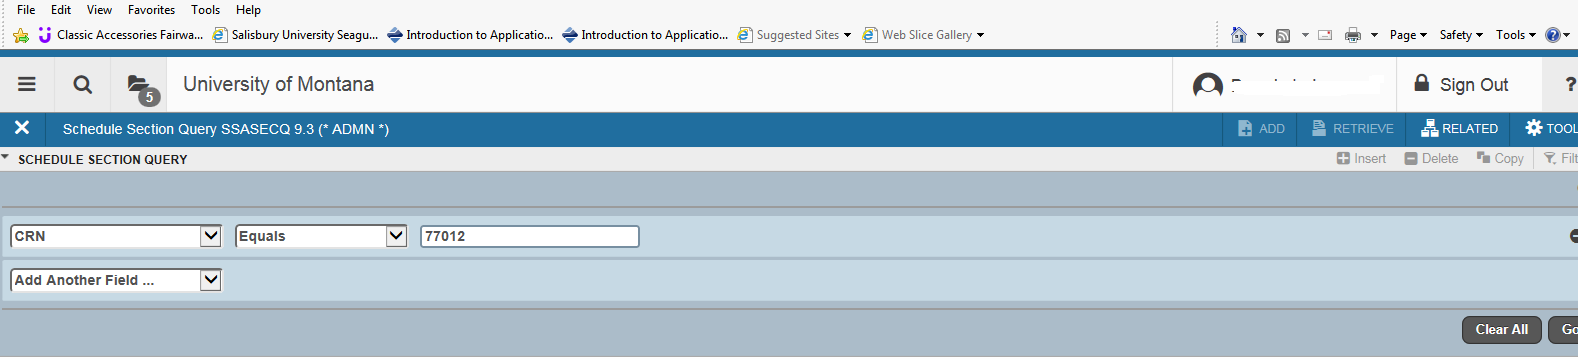 File Edit View Favorites Tools Help
Classic Accessories Fairwa... Salisbury University Seagu... Introduction to Applicatio... Introduction to Applicatio... Suggested Sites Web Slice Gallery Page Safety Tools ?
5 University of Montana Sign Out ?
Schedule Section Query SSASECQ 9.3 (* ADMN *) ADD RETRIEVE RELATED TOOL
SCHEDULE SECTION QUERY Insert Delete Copy Filt
CRN Equals 77012
Add Another Field ...
Clear All Go